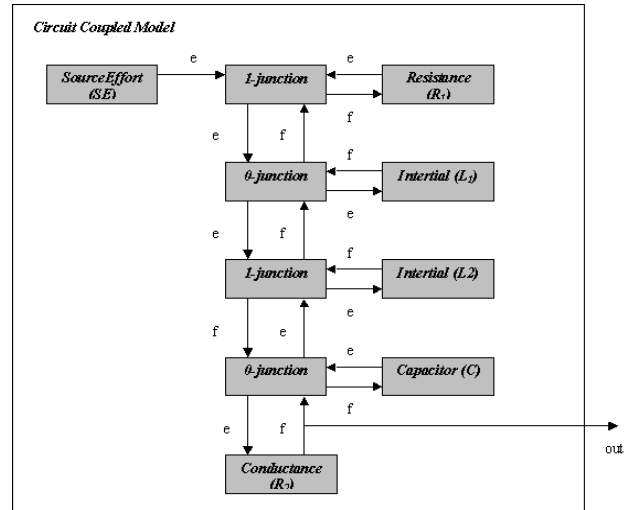 Circuit Coupled Model
e
e
SourceEffort
(SE)
1-junction
Resistance
(R1)
f
e
f
f
0-junction
Intertial (L1)
e
e
f
f
1-junction
Intertial (L2)
e
f
e
e
0-junction
Capacitor (C)
f
e
f
out
Conductance
(R2)